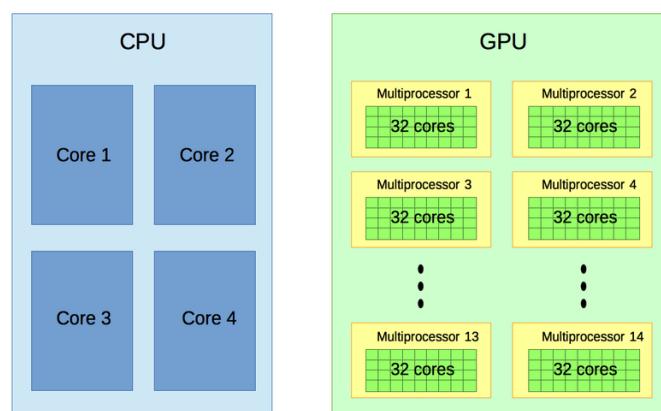 CPU
Core 1
Core 2
Core 3
Core 4
GPU
Multiprocessor 1
32 cores
Multiprocessor 2
32 cores
Multiprocessor 3
32 cores
Multiprocessor 4
32 cores
Multiprocessor 13
32 cores
Multiprocessor 14
32 cores